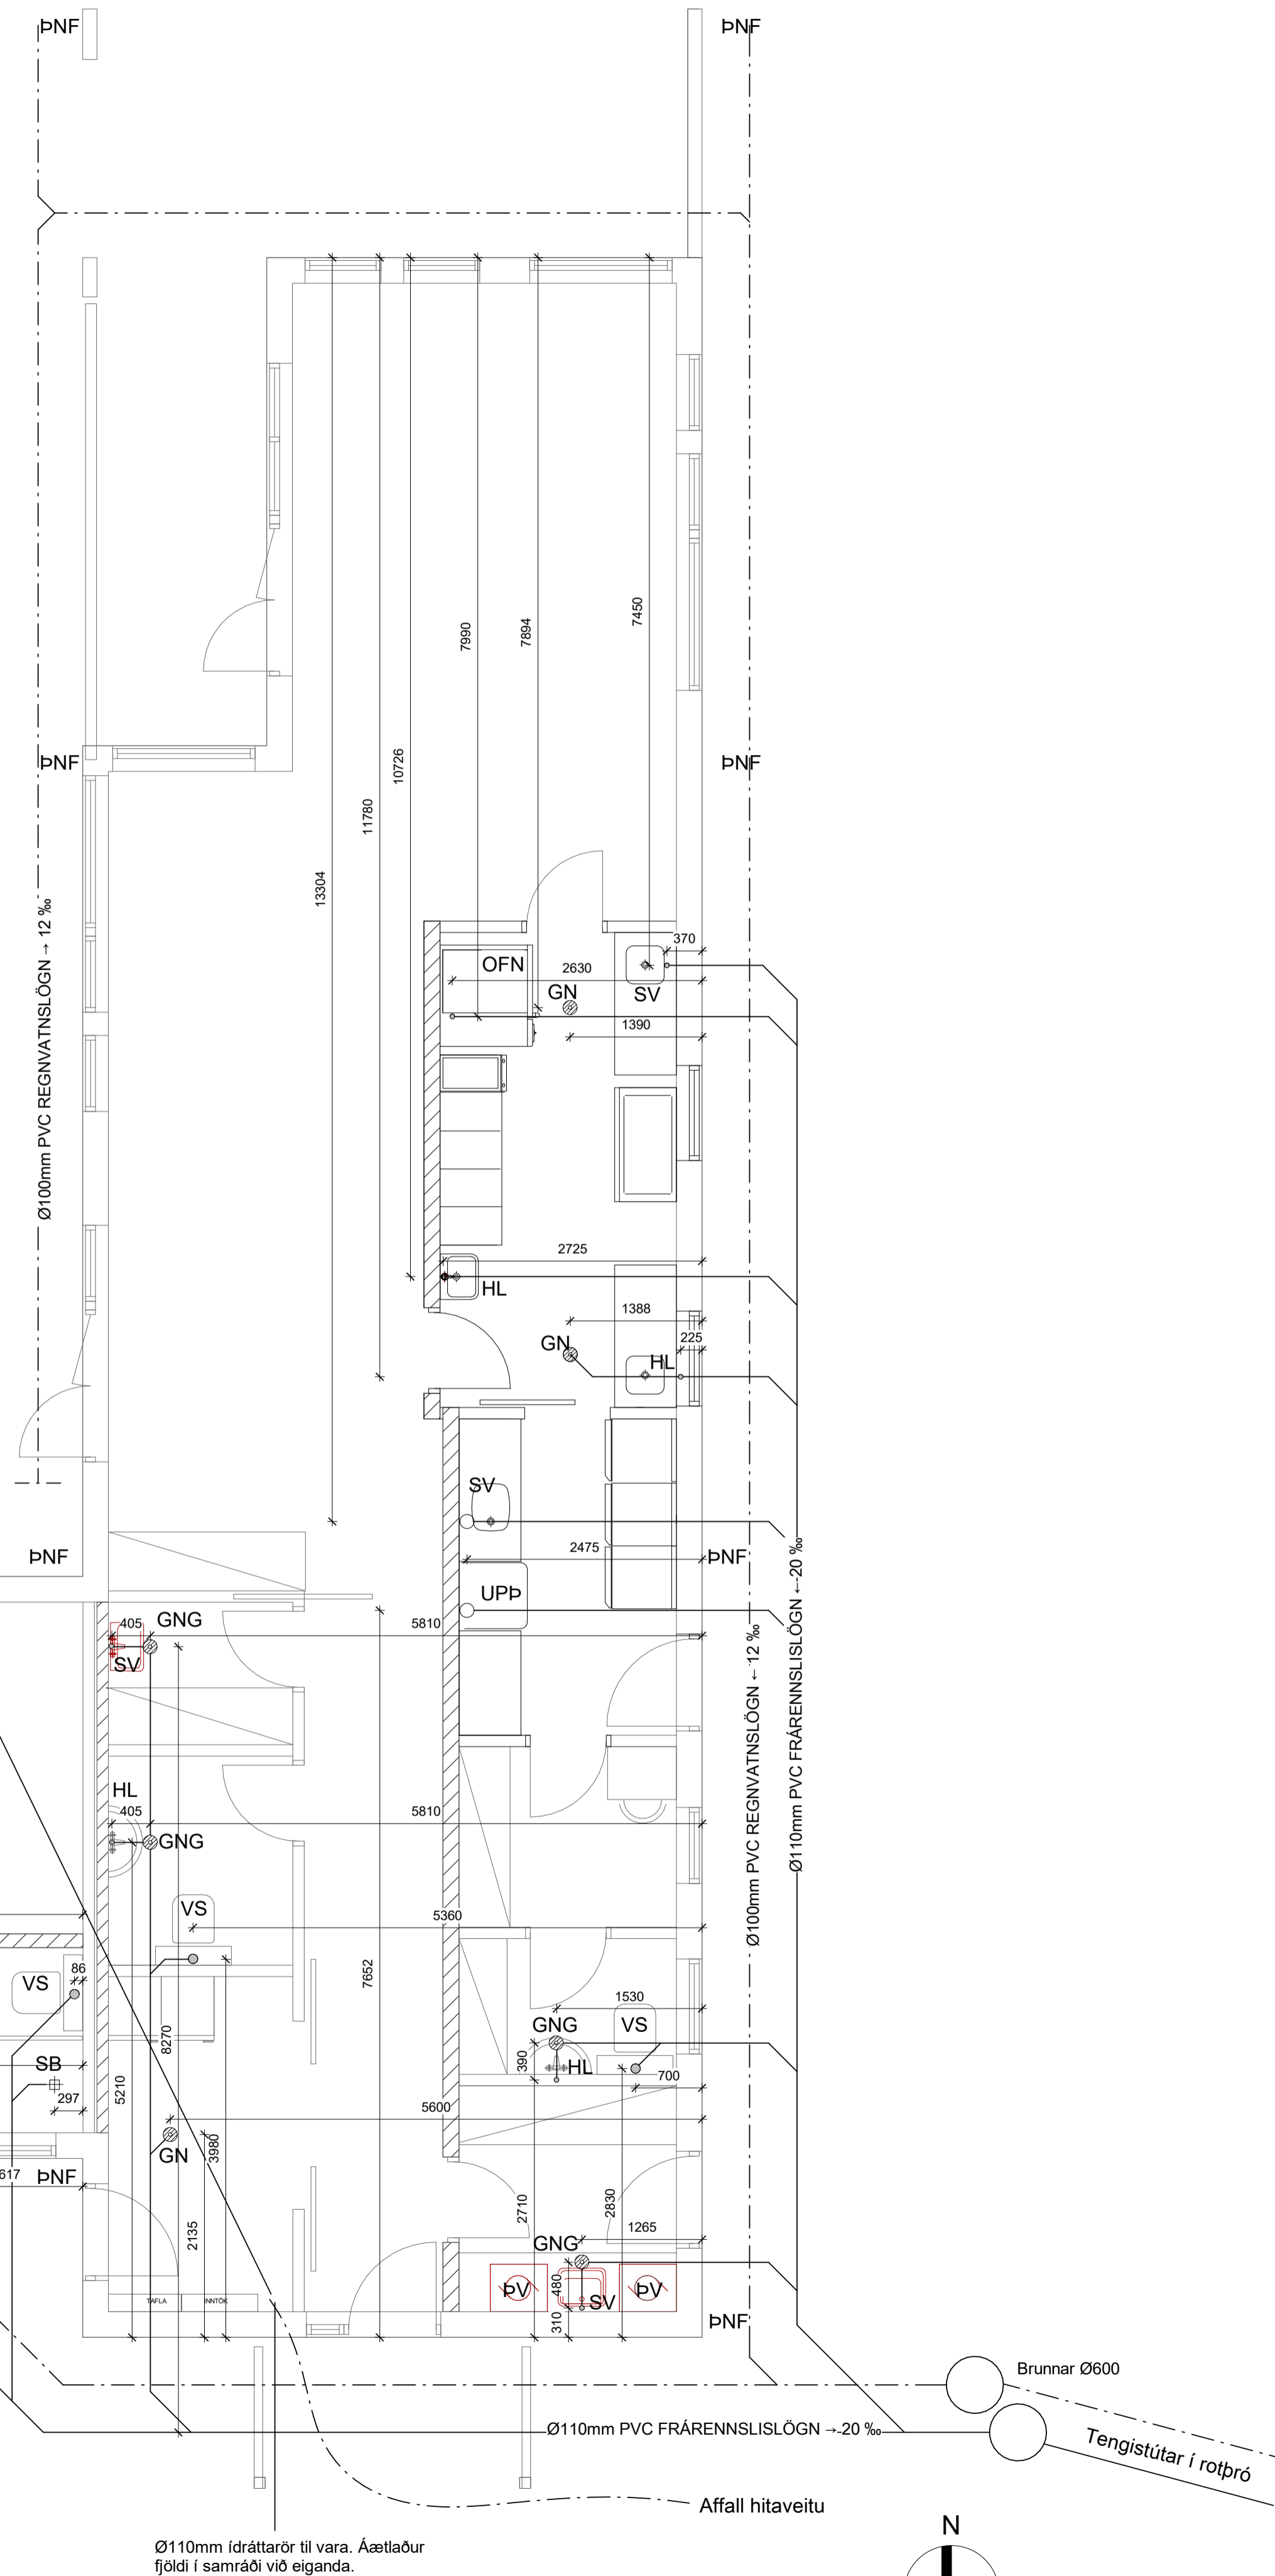 ÞNF
ÞNF
7450
7894
7990
10726
ÞNF
ÞNF
11780
13304
Ø100mm PVC REGNVATNSLÖGN → 12 ‰
370
OFN
2630
GN
SV
1390
2725
HL
1388
GN
225
HL
SV
2475
ÞNF
ÞNF
UPÞ
405
GNG
5810
SV
Ø110mm PVC FRÁRENNSLISLÖGN ← 20 ‰
Ø100mm PVC REGNVATNSLÖGN ← 12 ‰
HL
405
5810
GNG
VS
5360
86
VS
7652
1530
GNG
VS
8270
390
HL
SB
700
297
5210
5600
3980
GN
617
ÞNF
2710
2830
2135
1265
GNG
ÞV
480
ÞV
SV
TAFLA
INNTÖK
310
ÞNF
Brunnar Ø600
Ø110mm PVC FRÁRENNSLISLÖGN → 20 ‰
Tengistútar í rotþró
Affall hitaveitu
N
Ø110mm ídráttarör til vara. Áætlaður
fjöldi í samráði við eiganda.